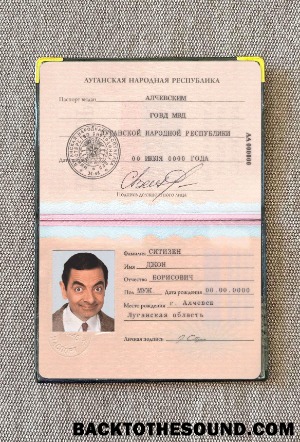 ЛУГАНСКАЯ НАРОДНАЯ РЕСПУБЛИКА
Паспорт выдан АЛЧЕВСКИМ
ГОВД МВД
ЛУГАНСКОЙ НАРОДНОЙ РЕСПУБЛИКИ
АА 000000
Дата 00 ИЮНЯ 0000 ГОДА
Подпись должностного лица
Фамилия СИТИЗЕН
Имя ДЖОН
Отчество БОРИСОВИЧ
Пол МУЖ Дата рождения 00.00.0000
Место рождения г. Алчевск
Луганская область
Личная подпись
BACKTOTHESOUND.COM